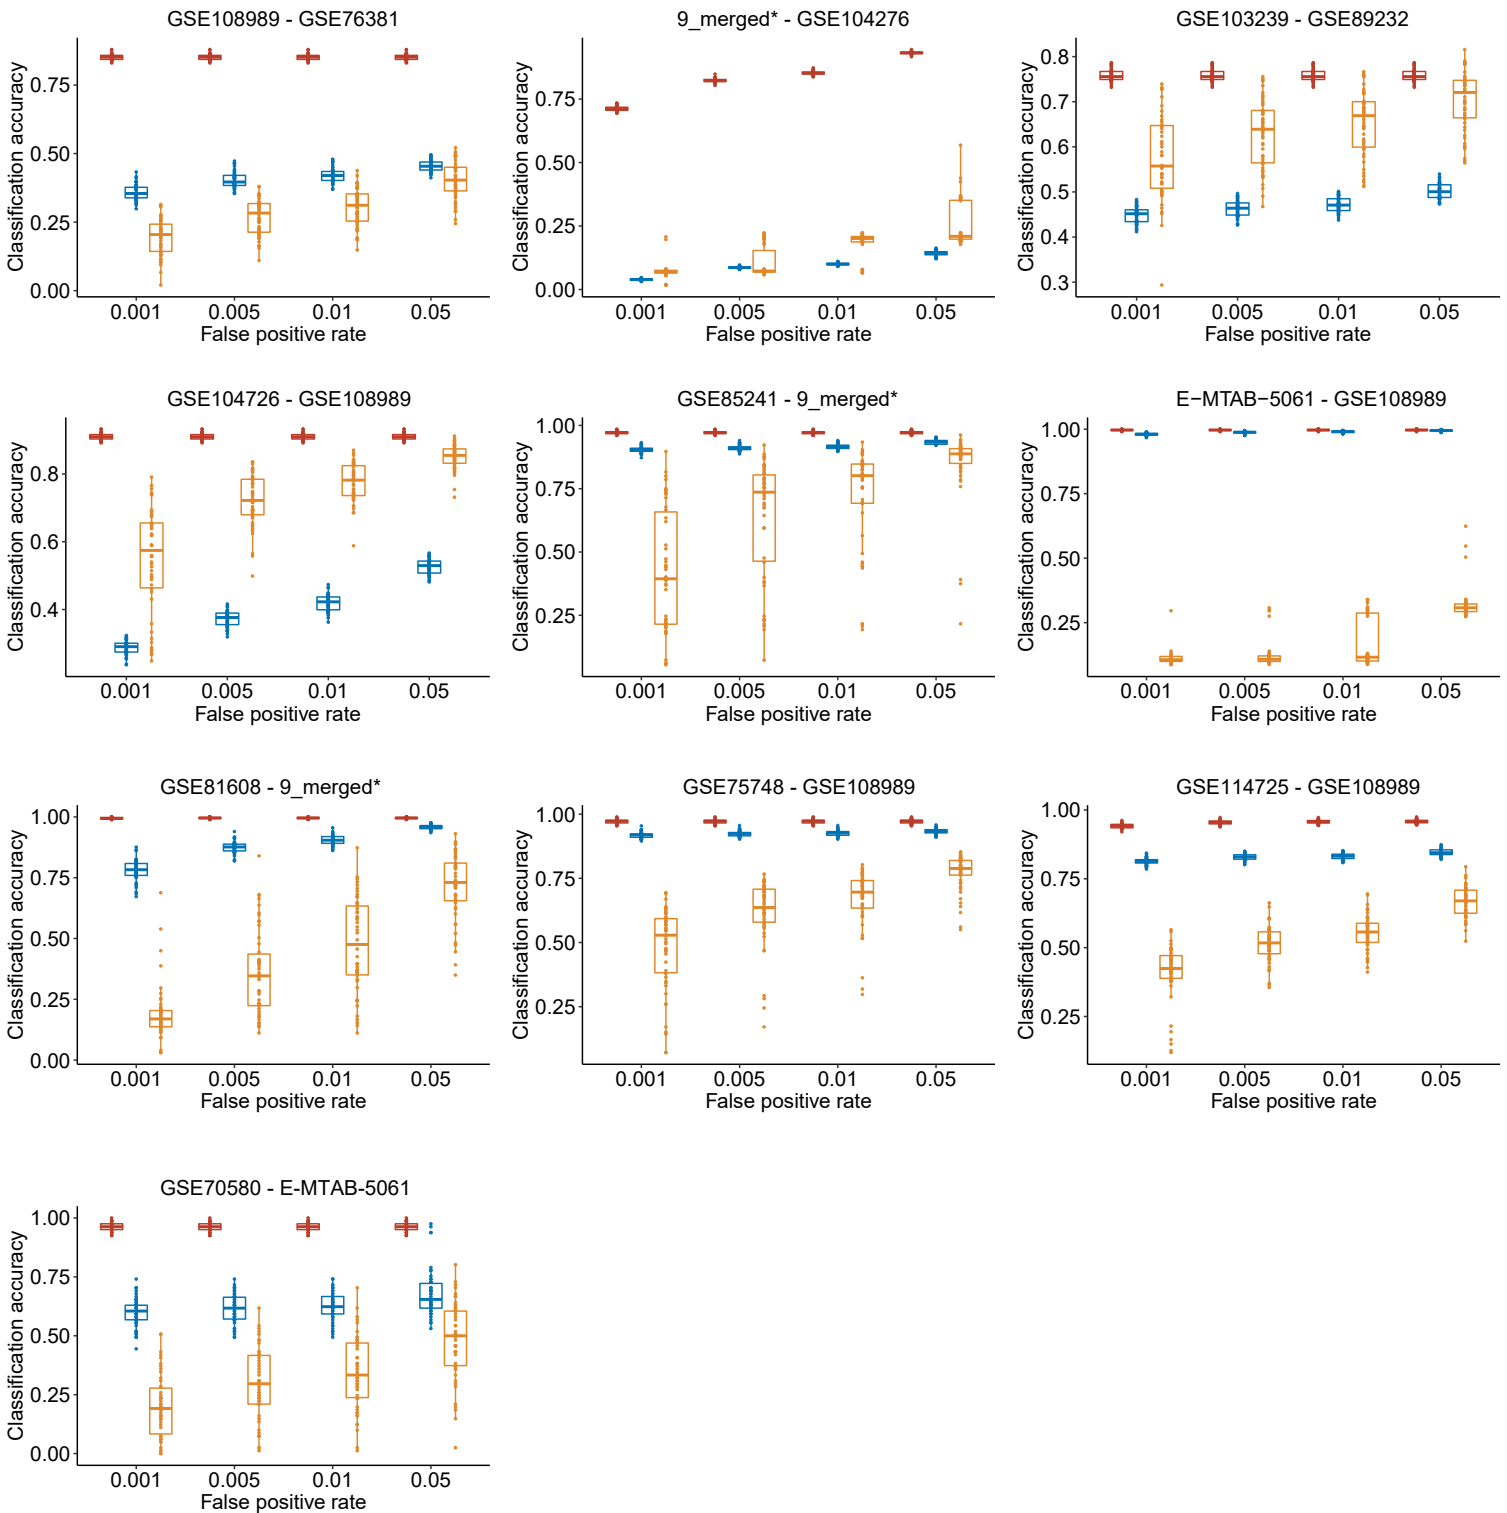 GSE108989 - GSE76381
Classification accuracy
0.75
0.50
0.25
0.00
0.001 0.005 0.01 0.05
False positive rate
9_merged* - GSE104276
Classification accuracy
0.75
0.50
0.25
0.00
0.001 0.005 0.01 0.05
False positive rate
GSE103239 - GSE89232
Classification accuracy
0.8
0.7
0.6
0.5
0.4
0.3
0.001 0.005 0.01 0.05
False positive rate
GSE104726 - GSE108989
Classification accuracy
0.8
0.6
0.4
0.001 0.005 0.01 0.05
False positive rate
GSE85241 - 9_merged*
Classification accuracy
1.00
0.75
0.50
0.25
0.001 0.005 0.01 0.05
False positive rate
E−MTAB−5061 - GSE108989
Classification accuracy
1.00
0.75
0.50
0.25
0.001 0.005 0.01 0.05
False positive rate
GSE81608 - 9_merged*
Classification accuracy
1.00
0.75
0.50
0.25
0.00
0.001 0.005 0.01 0.05
False positive rate
GSE75748 - GSE108989
Classification accuracy
1.00
0.75
0.50
0.25
0.001 0.005 0.01 0.05
False positive rate
GSE114725 - GSE108989
Classification accuracy
1.00
0.75
0.50
0.25
0.001 0.005 0.01 0.05
False positive rate
GSE70580 - E-MTAB-5061
Classification accuracy
1.00
0.75
0.50
0.25
0.00
0.001 0.005 0.01 0.05
False positive rate